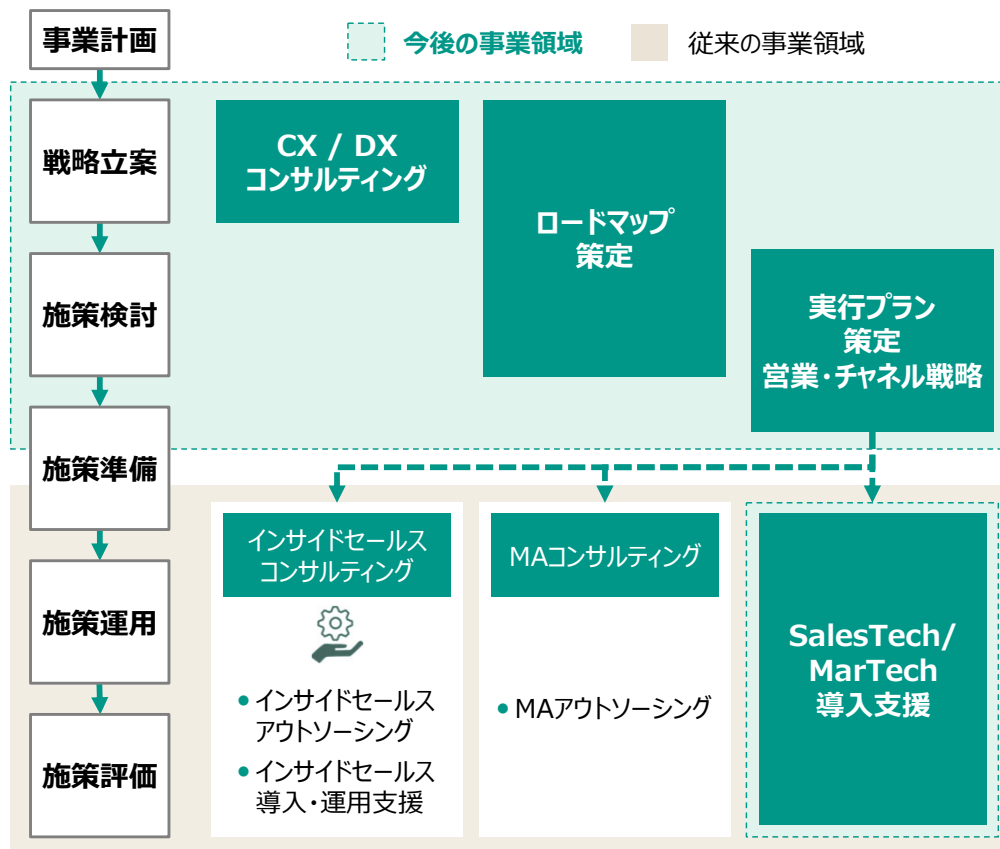 事業計画
今後の事業領域
従来の事業領域
戦略立案
CX / DX
コンサルティング
ロードマップ
策定
施策検討
実行プラン
策定
営業・チャネル戦略
施策準備
インサイドセールス
コンサルティング
MAコンサルティング
施策運用
SalesTech/
MarTech
導入支援
• インサイドセールス
アウトソーシング
• MAアウトソーシング
施策評価
• インサイドセールス
導入・運用支援